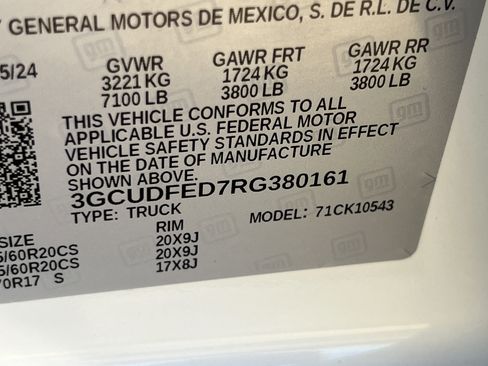 GENERAL MOTORS DE MEXICO, S. DE R.L. DE C.V.
5/24
GVWR GAWR FRT GAWR RR
3221 KG 1724 KG 1724 KG
7100 LB 3800 LB 3800 LB
THIS VEHICLE CONFORMS TO ALL
APPLICABLE U.S. FEDERAL MOTOR
VEHICLE SAFETY STANDARDS IN EFFECT
ON THE DATE OF MANUFACTURE
SHOWN ABOVE.
3GCUDFED7RG380161
TYPE: TRUCK MODEL: 71CK10543
SIZE RIM
5/60R20CS 20X9J
5/60R20CS 20X9J
70R17 S 17X8J
gm